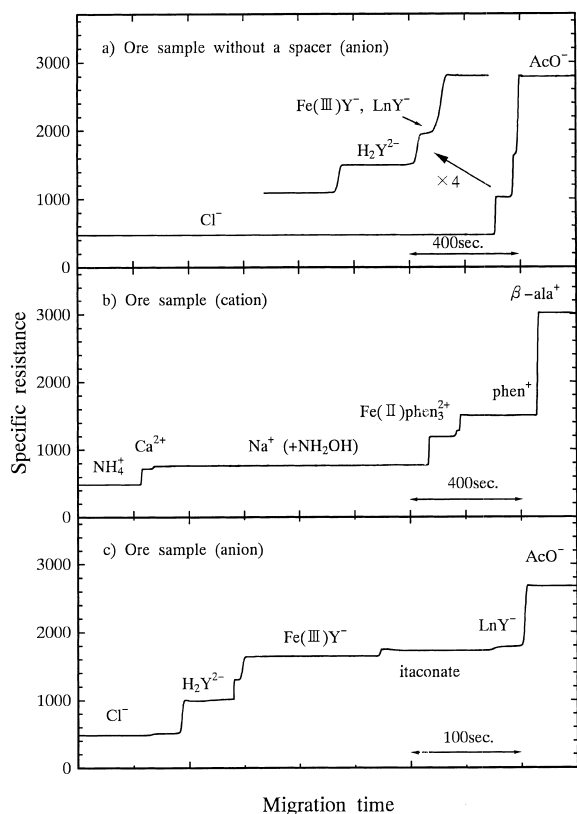 Specific resistance
a) Ore sample without a spacer (anion)
AcO⁻
3000
Fe(Ⅲ)Y⁻, LnY⁻
2000
H₂Y²⁻
×4
1000
Cl⁻
400sec.
0
b) Ore sample (cation)
β-ala⁺
3000
2000
phen⁺
Fe(Ⅱ)phen₃²⁺
1000
Ca²⁺
Na⁺ (+NH₂OH)
NH₄⁺
400sec.
0
c) Ore sample (anion)
AcO⁻
3000
2000
Fe(Ⅲ)Y⁻
LnY⁻
H₂Y²⁻
itaconate
1000
Cl⁻
100sec.
0
Migration time